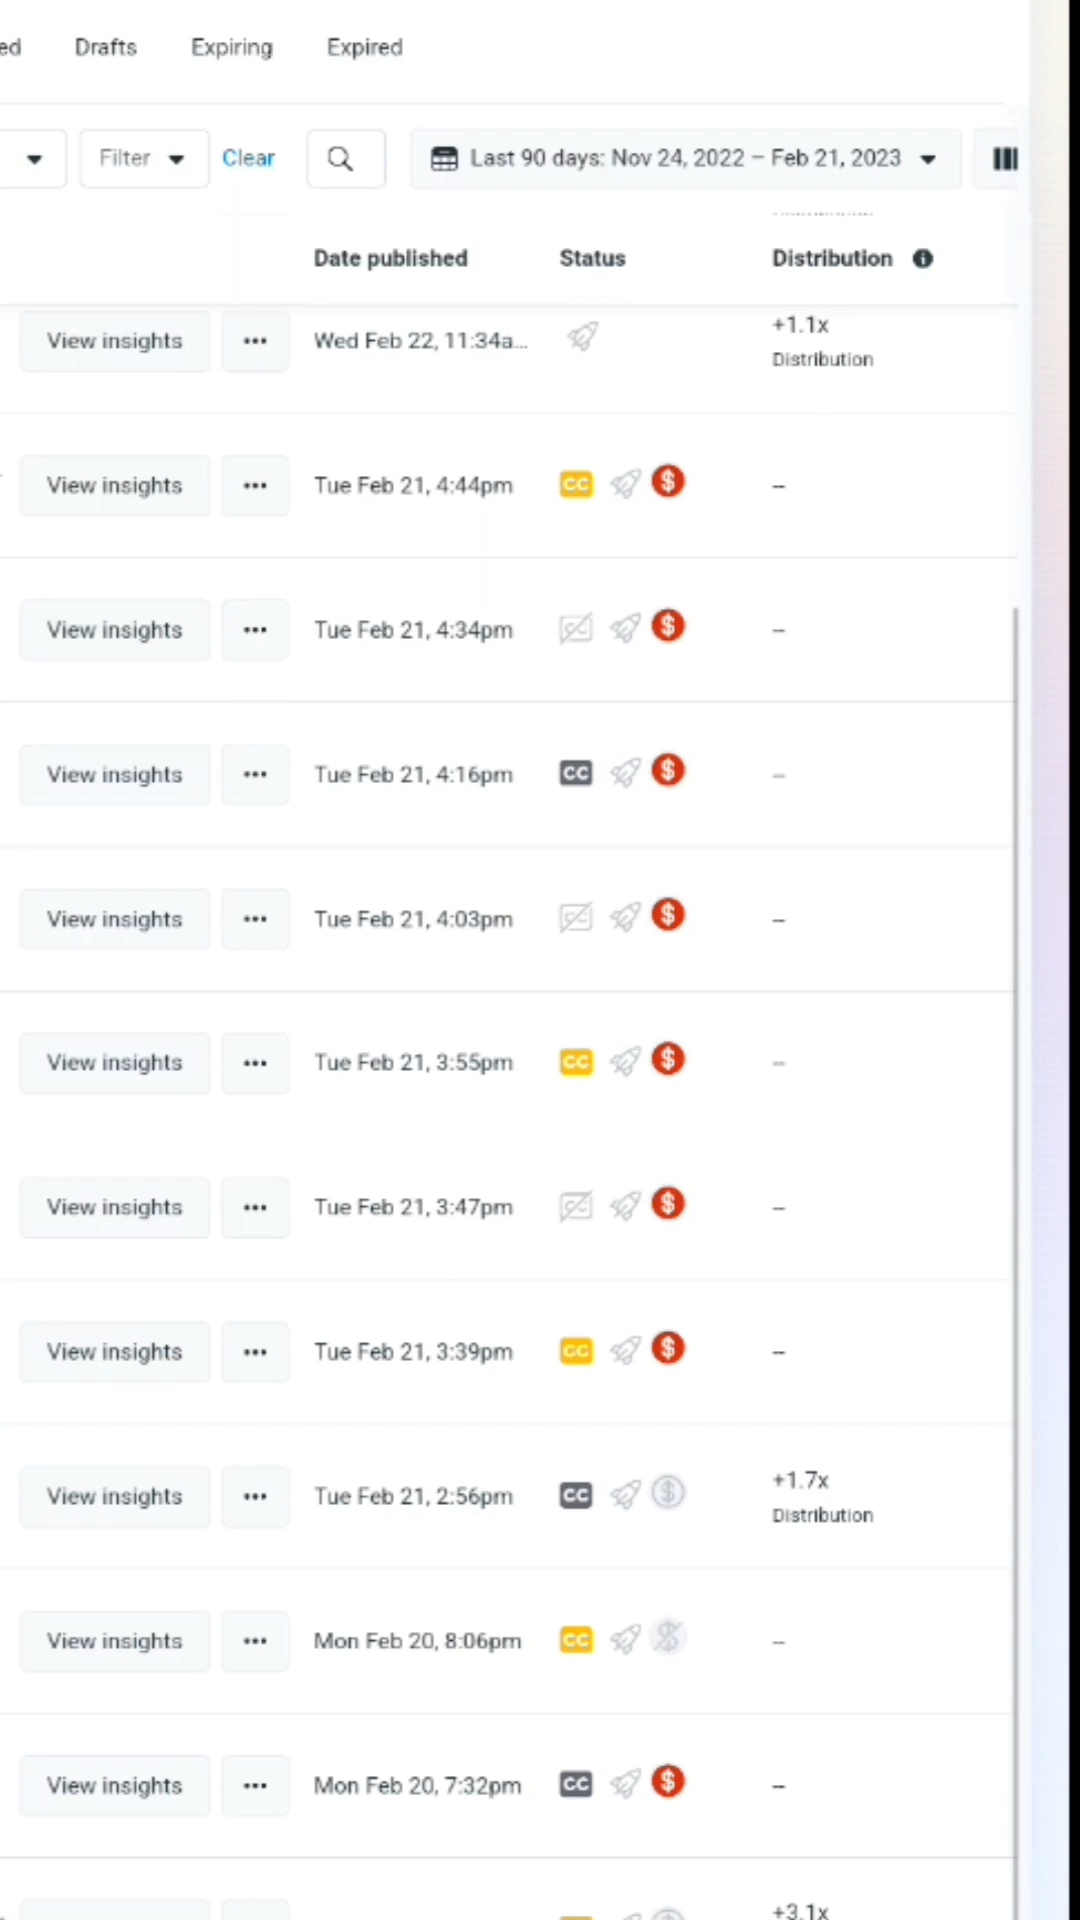 ed Drafts Expiring Expired
Filter Clear Last 90 days: Nov 24, 2022 – Feb 21, 2023
Date published Status Distribution
View insights ••• Wed Feb 22, 11:34a... +1.1x
Distribution
View insights ••• Tue Feb 21, 4:44pm CC $ --
View insights ••• Tue Feb 21, 4:34pm CC $ --
View insights ••• Tue Feb 21, 4:16pm CC $ --
View insights ••• Tue Feb 21, 4:03pm CC $ --
View insights ••• Tue Feb 21, 3:55pm CC $ --
View insights ••• Tue Feb 21, 3:47pm CC $ --
View insights ••• Tue Feb 21, 3:39pm CC $ --
View insights ••• Tue Feb 21, 2:56pm CC $ +1.7x
Distribution
View insights ••• Mon Feb 20, 8:06pm CC $ --
View insights ••• Mon Feb 20, 7:32pm CC $ --
+3.1x